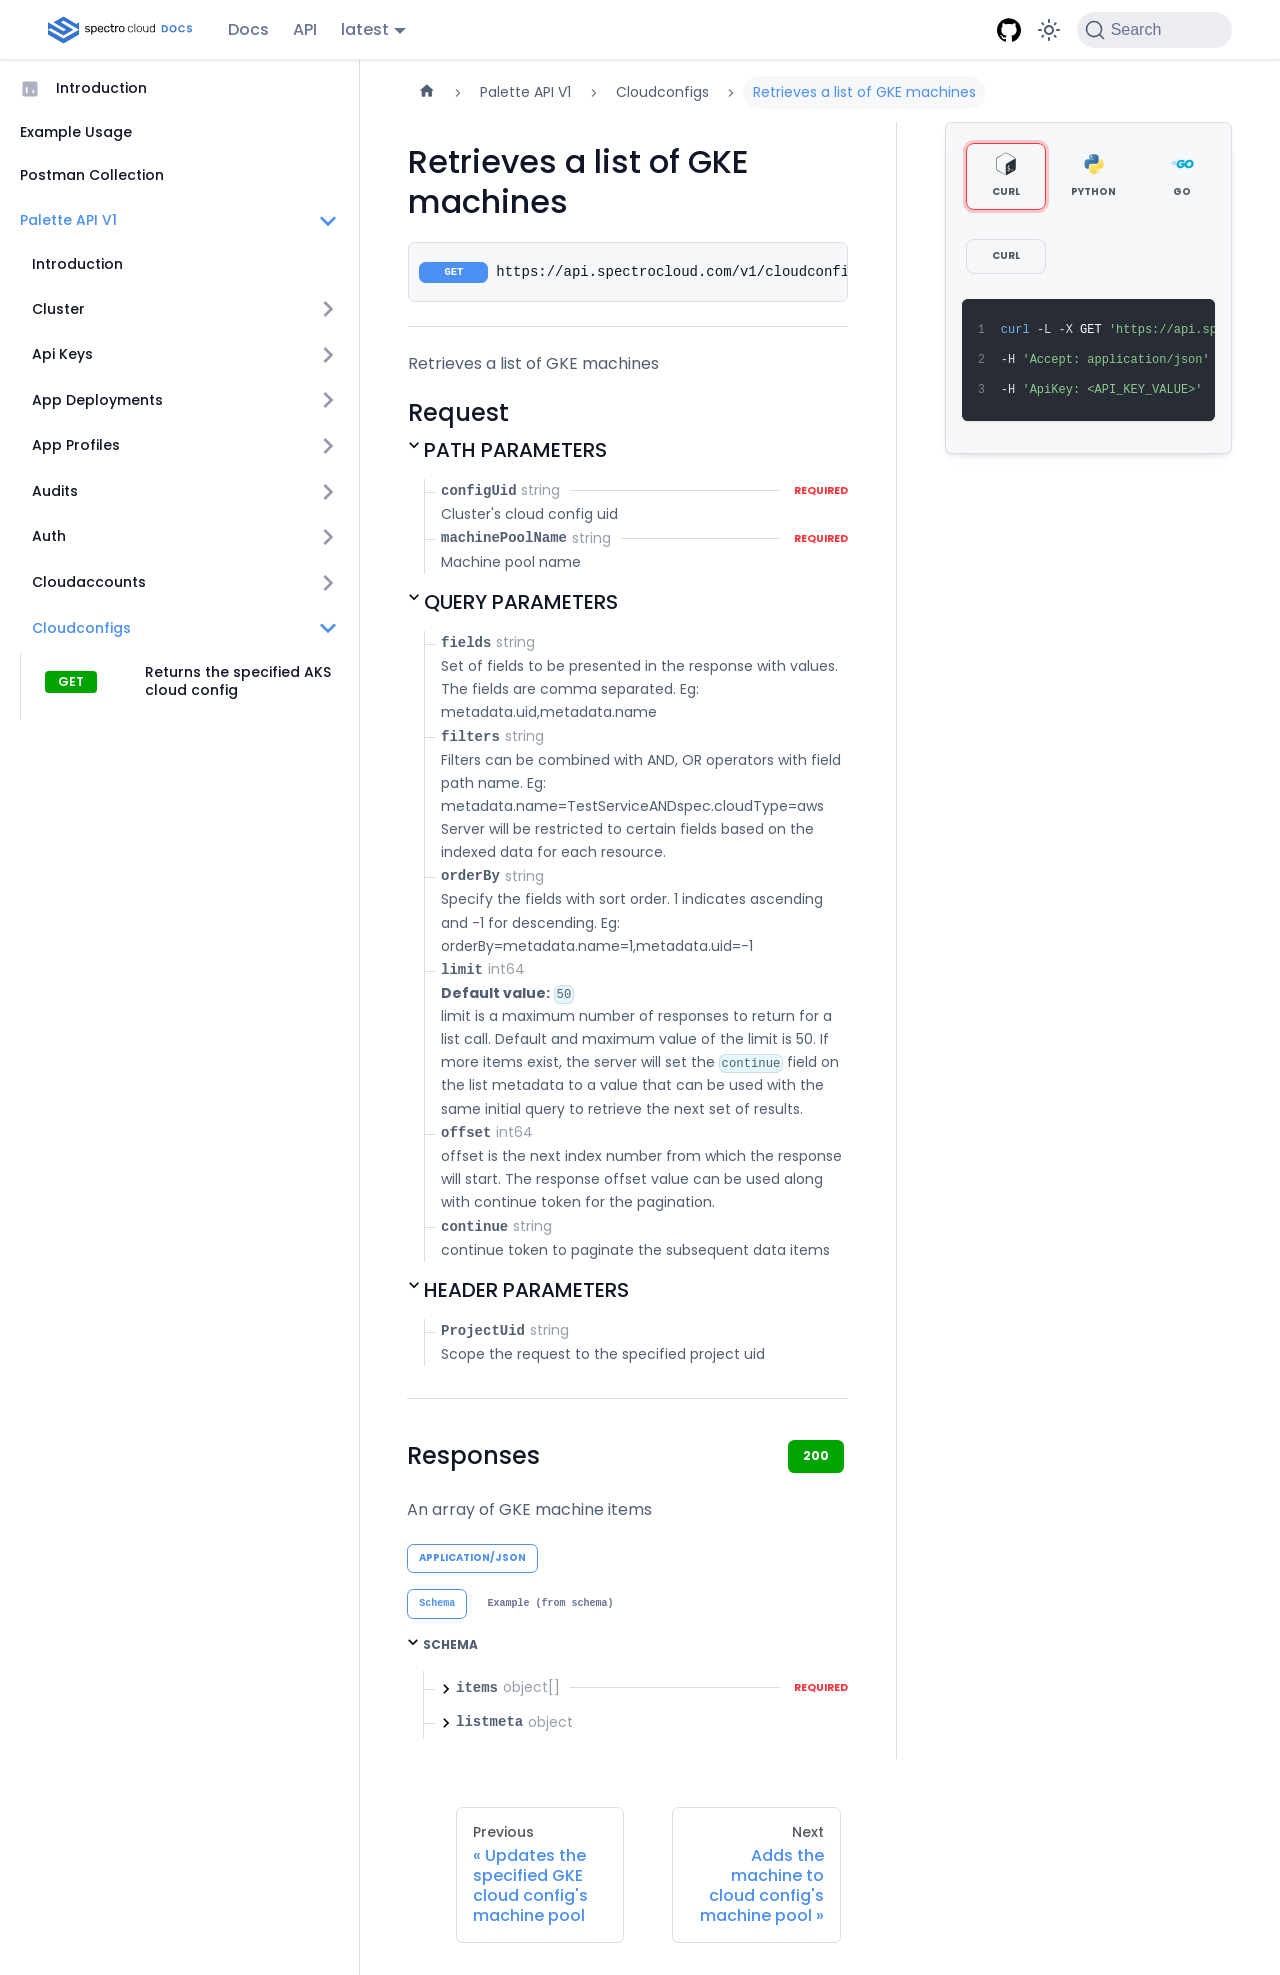 spectro cloud DOCS
Docs
API
latest
Search
Introduction
Example Usage
Postman Collection
Palette API V1
Introduction
Cluster
Api Keys
App Deployments
App Profiles
Audits
Auth
Cloudaccounts
Cloudconfigs
GET
Returns the specified AKS
cloud config
Palette API V1
Cloudconfigs
Retrieves a list of GKE machines
Retrieves a list of GKE
machines
GET https://api.spectrocloud.com/v1/cloudconfi
Retrieves a list of GKE machines
Request
PATH PARAMETERS
configUid string REQUIRED
Cluster's cloud config uid
machinePoolName string REQUIRED
Machine pool name
QUERY PARAMETERS
fields string
Set of fields to be presented in the response with values.
The fields are comma separated. Eg:
metadata.uid,metadata.name
filters string
Filters can be combined with AND, OR operators with field
path name. Eg:
metadata.name=TestServiceANDspec.cloudType=aws
Server will be restricted to certain fields based on the
indexed data for each resource.
orderBy string
Specify the fields with sort order. 1 indicates ascending
and -1 for descending. Eg:
orderBy=metadata.name=1,metadata.uid=-1
limit int64
Default value: 50
limit is a maximum number of responses to return for a
list call. Default and maximum value of the limit is 50. If
more items exist, the server will set the continue field on
the list metadata to a value that can be used with the
same initial query to retrieve the next set of results.
offset int64
offset is the next index number from which the response
will start. The response offset value can be used along
with continue token for the pagination.
continue string
continue token to paginate the subsequent data items
HEADER PARAMETERS
ProjectUid string
Scope the request to the specified project uid
Responses
200
An array of GKE machine items
APPLICATION/JSON
Schema
Example (from schema)
SCHEMA
items object[] REQUIRED
listmeta object
CURL
PYTHON
GO
GO
CURL
1 curl -L -X GET 'https://api.sp
2 -H 'Accept: application/json'
3 -H 'ApiKey: <API_KEY_VALUE>'
Previous
« Updates the
specified GKE
cloud config's
machine pool
Next
Adds the
machine to
cloud config's
machine pool »